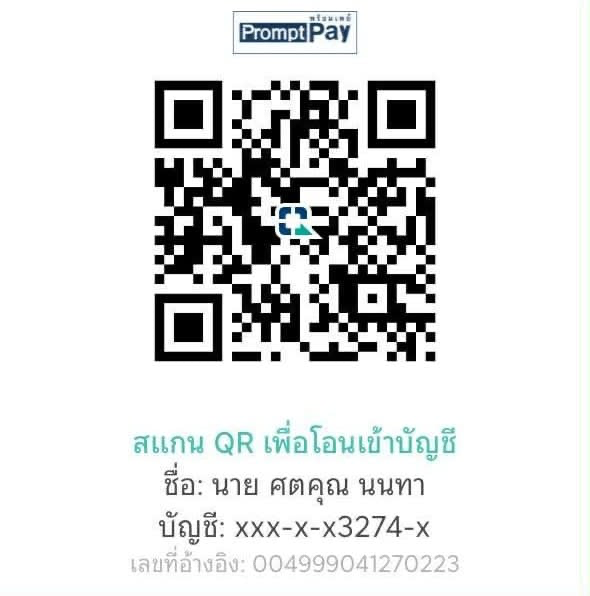 พร้อมเพย์
PromptPay
สแกน QR เพื่อโอนเข้าบัญชี
ชื่อ: นาย ศตคุณ นนทา
บัญชี: xxx-x-x3274-x
เลขที่อ้างอิง: 004999041270223